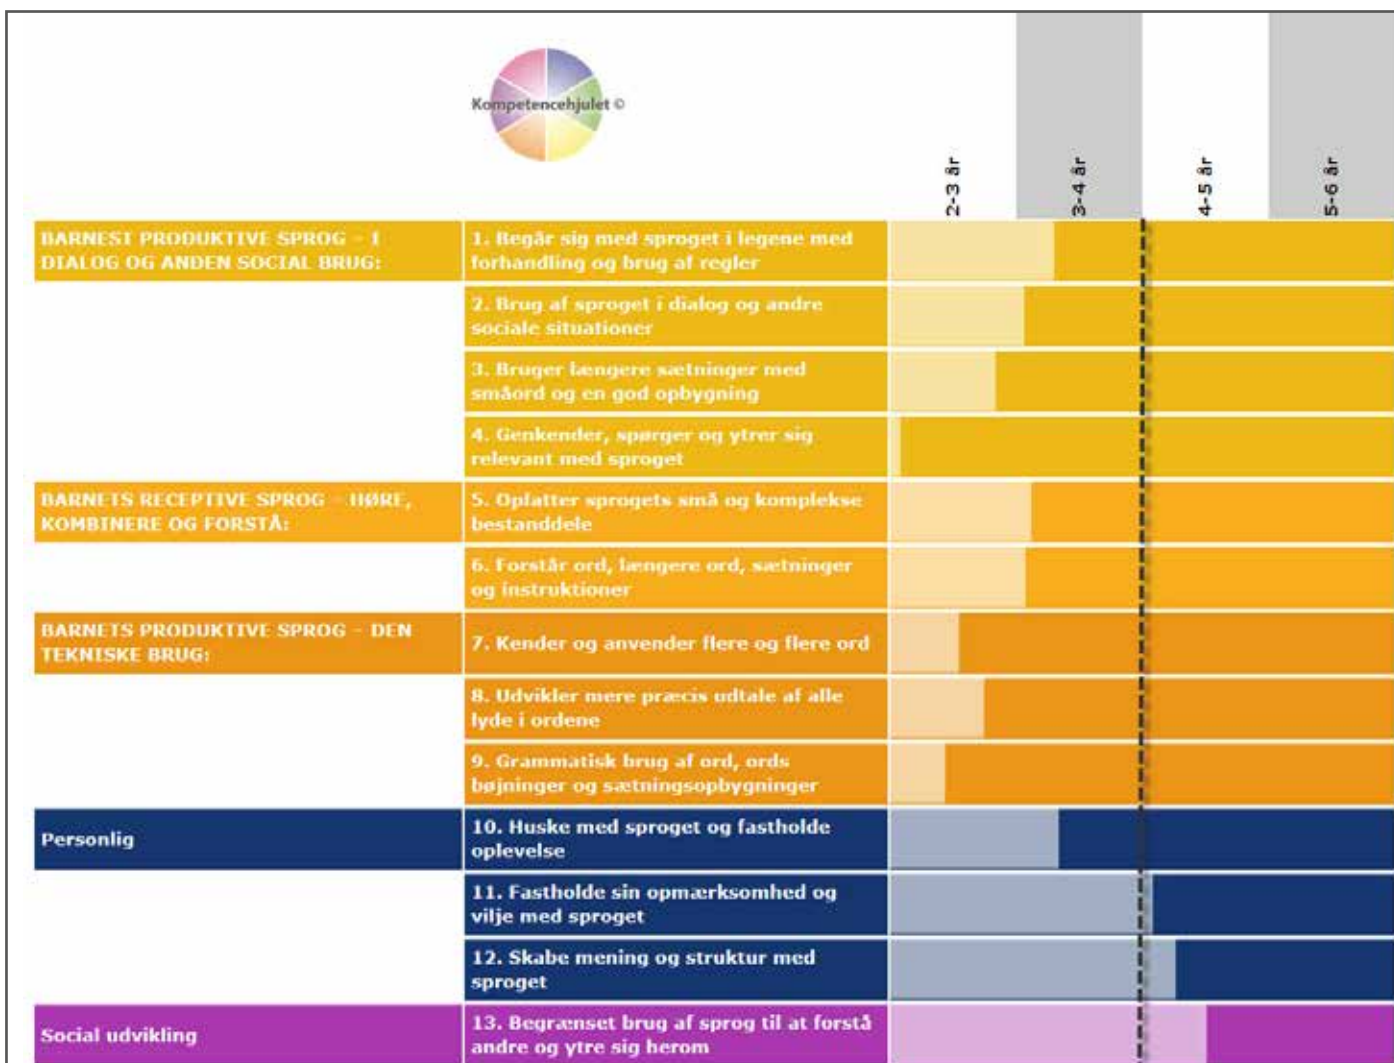 Kompetencehjulet ©
2-3 år
3-4 år
4-5 år
5-6 år
BARNEST PRODUKTIVE SPROG - I
DIALOG OG ANDEN SOCIAL BRUG:
1. Begår sig med sproget i legene med
forhandling og brug af regler
2. Brug af sproget i dialog og andre
sociale situationer
3. Bruger længere sætninger med
småord og en god opbygning
4. Genkender, spørger og ytrer sig
relevant med sproget
BARNETS RECEPTIVE SPROG - HØRE,
KOMBINERE OG FORSTÅ:
5. Opfatter sprogets små og komplekse
bestanddele
6. Forstår ord, længere ord, sætninger
og instruktioner
BARNETS PRODUKTIVE SPROG - DEN
TEKNISKE BRUG:
7. Kender og anvender flere og flere ord
8. Udvikler mere præcis udtale af alle
lyde i ordene
9. Grammatisk brug af ord, ords
bøjninger og sætningsopbygninger
Personlig
10. Huske med sproget og fastholde
oplevelse
11. Fastholde sin opmærksomhed og
vilje med sproget
12. Skabe mening og struktur med
sproget
Social udvikling
13. Begrænset brug af sprog til at forstå
andre og ytre sig herom